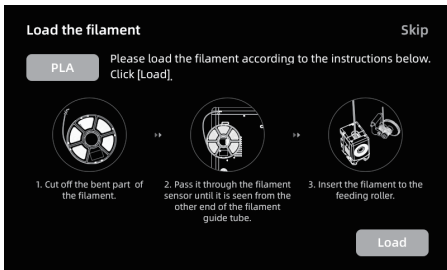 Load the filament
Skip
PLA
Please load the filament according to the instructions below.
Click [Load].
1. Cut off the bent part of
the filament.
2. Pass it through the filament
sensor until it is seen from the
other end of the filament
guide tube.
3. Insert the filament to the
feeding roller.
Load